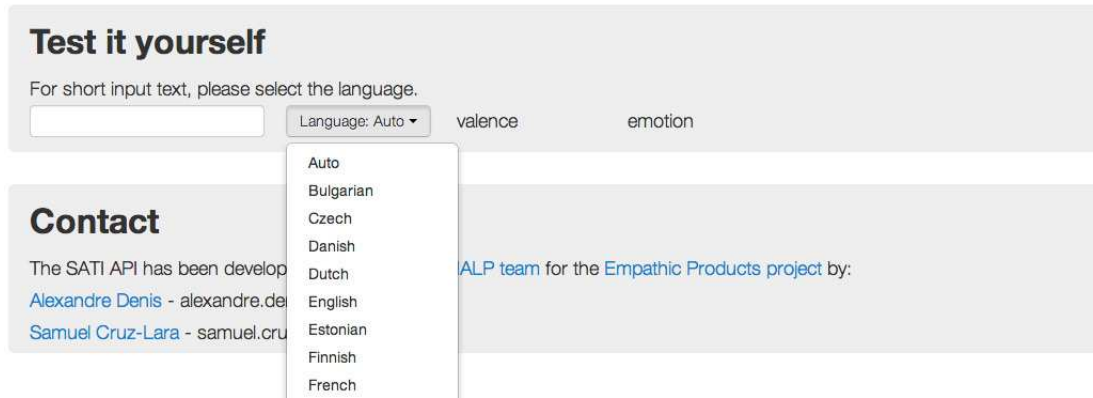 Test it yourself
For short input text, please select the language.
Language: Auto valence emotion
Auto
Bulgarian
Czech
Danish
Dutch
English
Estonian
Finnish
French
Contact
The SATI API has been develop ALP team for the Empathic Products project by:
Alexandre Denis - alexandre.de
Samuel Cruz-Lara - samuel.cru